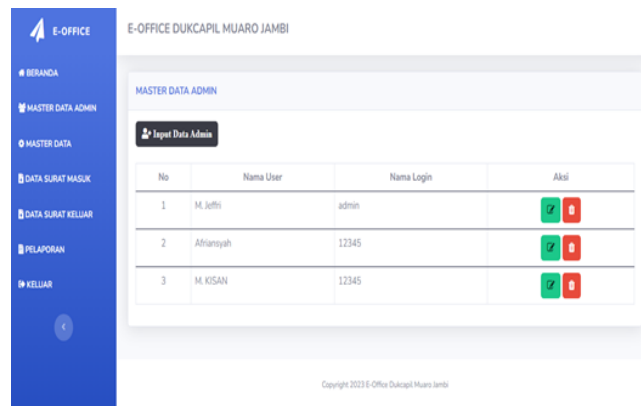 E-OFFICE
E-OFFICE DUKCAPIL MUARO JAMBI
BERANDA
MASTER DATA ADMIN
MASTER DATA
DATA SURAT MASUK
DATA SURAT KELUAR
PELAPORAN
KELUAR
MASTER DATA ADMIN
Input Data Admin
No Nama User Nama Login Aksi
1 M. Jeffri admin
2 Afriansyah 12345
3 M. KISAN 12345
Copyright 2023 E-Office Dukcapil Muaro Jambi